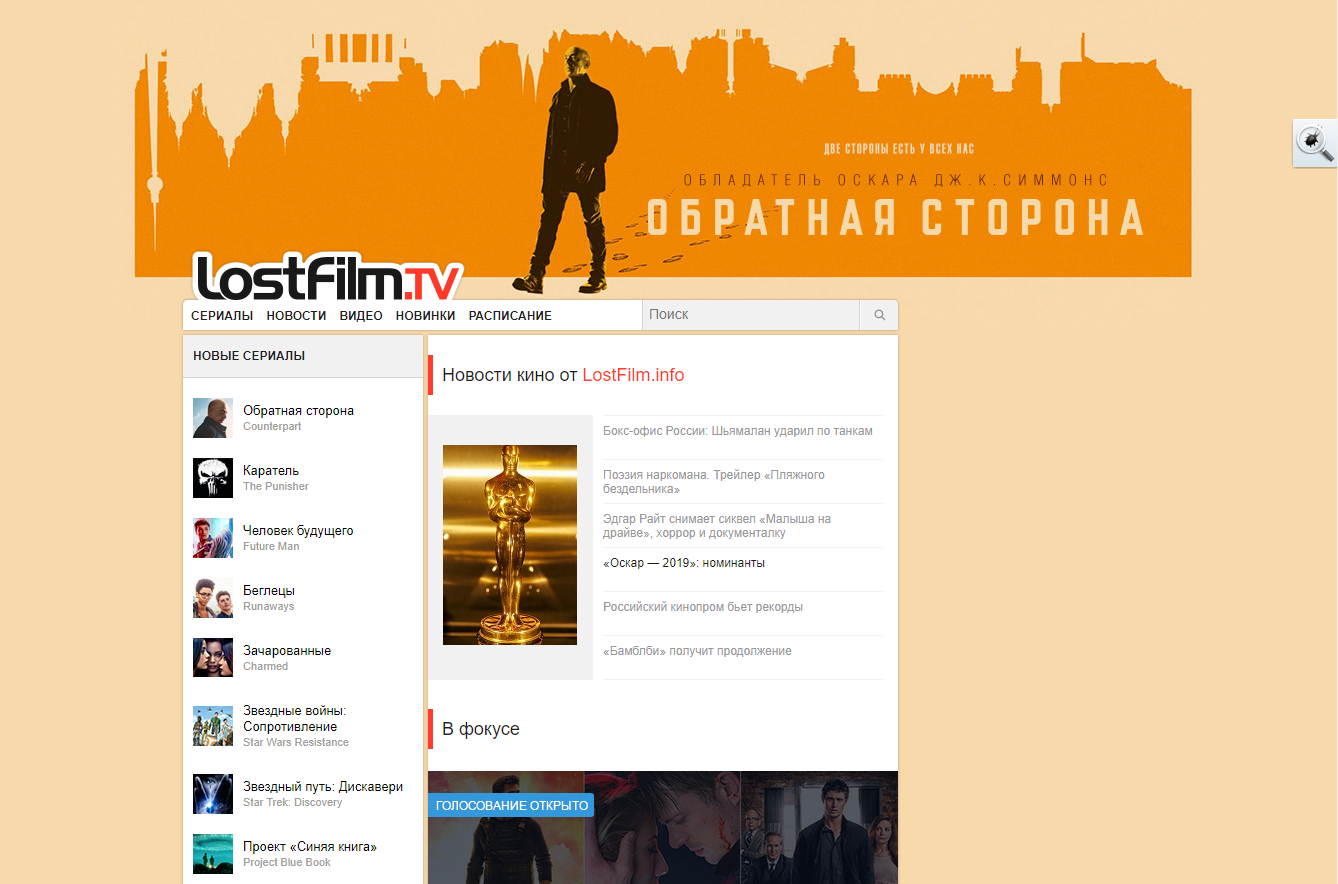 ДВЕ СТОРОНЫ ЕСТЬ У ВСЕХ НАС
ОБЛАДАТЕЛЬ ОСКАРА ДЖ.К.СИММОНС
ОБРАТНАЯ СТОРОНА
LostFilm.TV
СЕРИАЛЫ НОВОСТИ ВИДЕО НОВИНКИ РАСПИСАНИЕ Поиск
НОВЫЕ СЕРИАЛЫ
Обратная сторона
Counterpart
Каратель
The Punisher
Человек будущего
Future Man
Беглецы
Runaways
Зачарованные
Charmed
Звездные войны:
Сопротивление
Star Wars Resistance
Звездный путь: Дискавери
Star Trek: Discovery
Проект «Синяя книга»
Project Blue Book
Новости кино от LostFilm.info
Бокс-офис России: Шьямалан ударил по танкам
Поэзия наркомана. Трейлер «Пляжного
бездельника»
Эдгар Райт снимает сиквел «Малыша на
драйве», хоррор и документалку
«Оскар — 2019»: номинанты
Российский кинопром бьет рекорды
«Бамблби» получит продолжение
В фокусе
ГОЛОСОВАНИЕ ОТКРЫТО